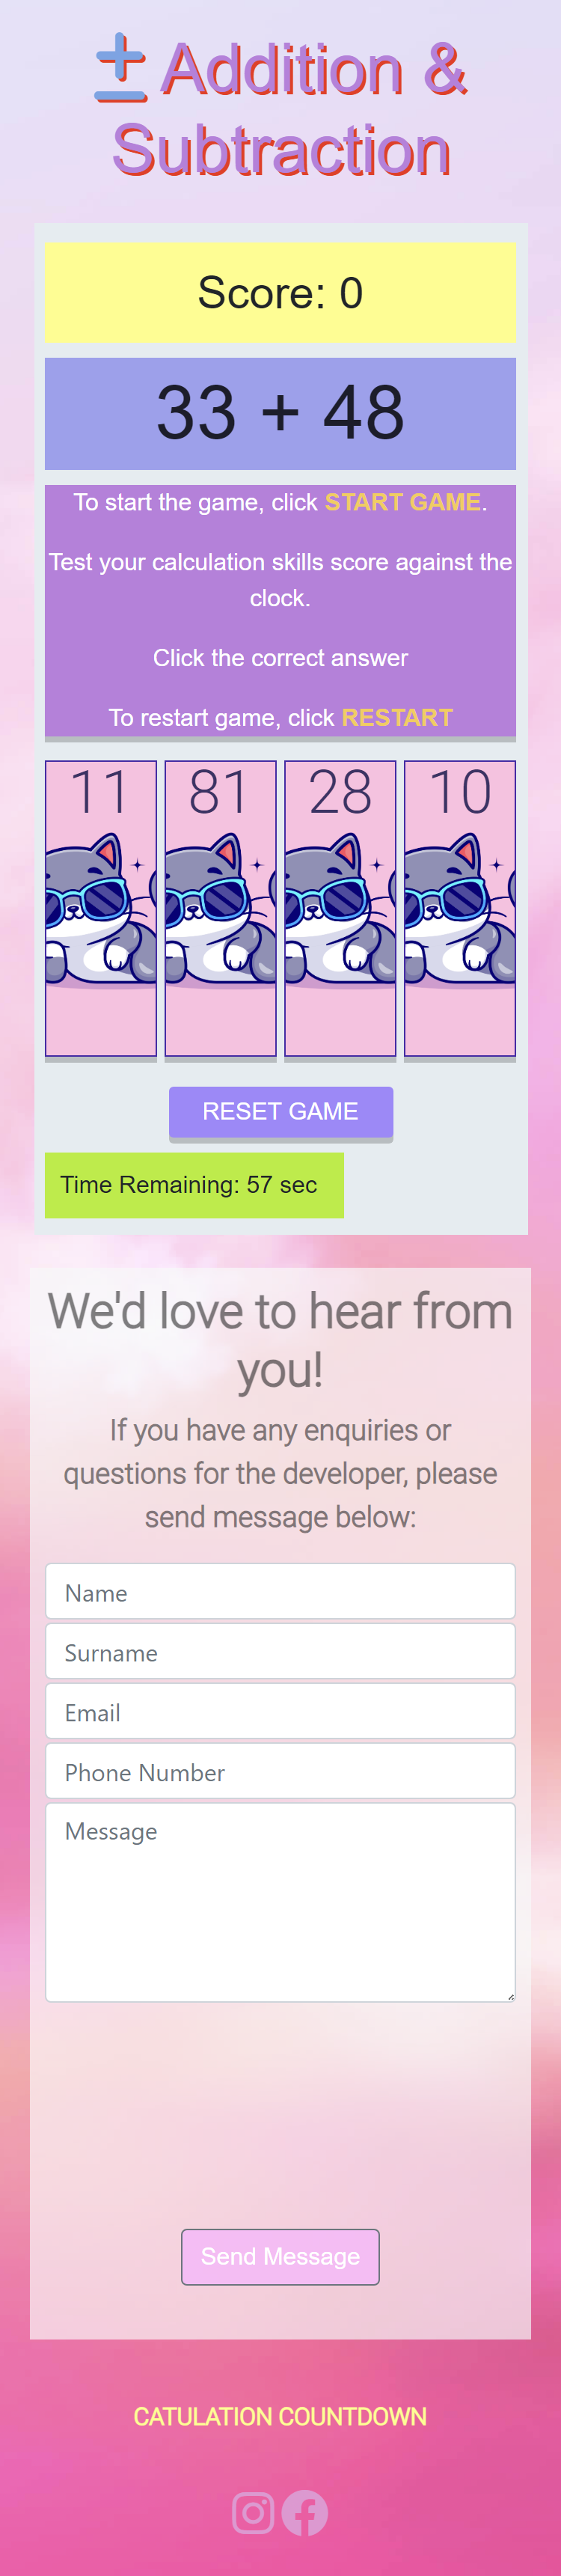 ± Addition &
Subtraction
Score: 0
33 + 48
To start the game, click START GAME.
Test your calculation skills score against the
clock.
Click the correct answer
To restart game, click RESTART
11 81 28 10
RESET GAME
Time Remaining: 57 sec
We'd love to hear from
you!
If you have any enquiries or
questions for the developer, please
send message below:
Name
Surname
Email
Phone Number
Message
Send Message
CATULATION COUNTDOWN